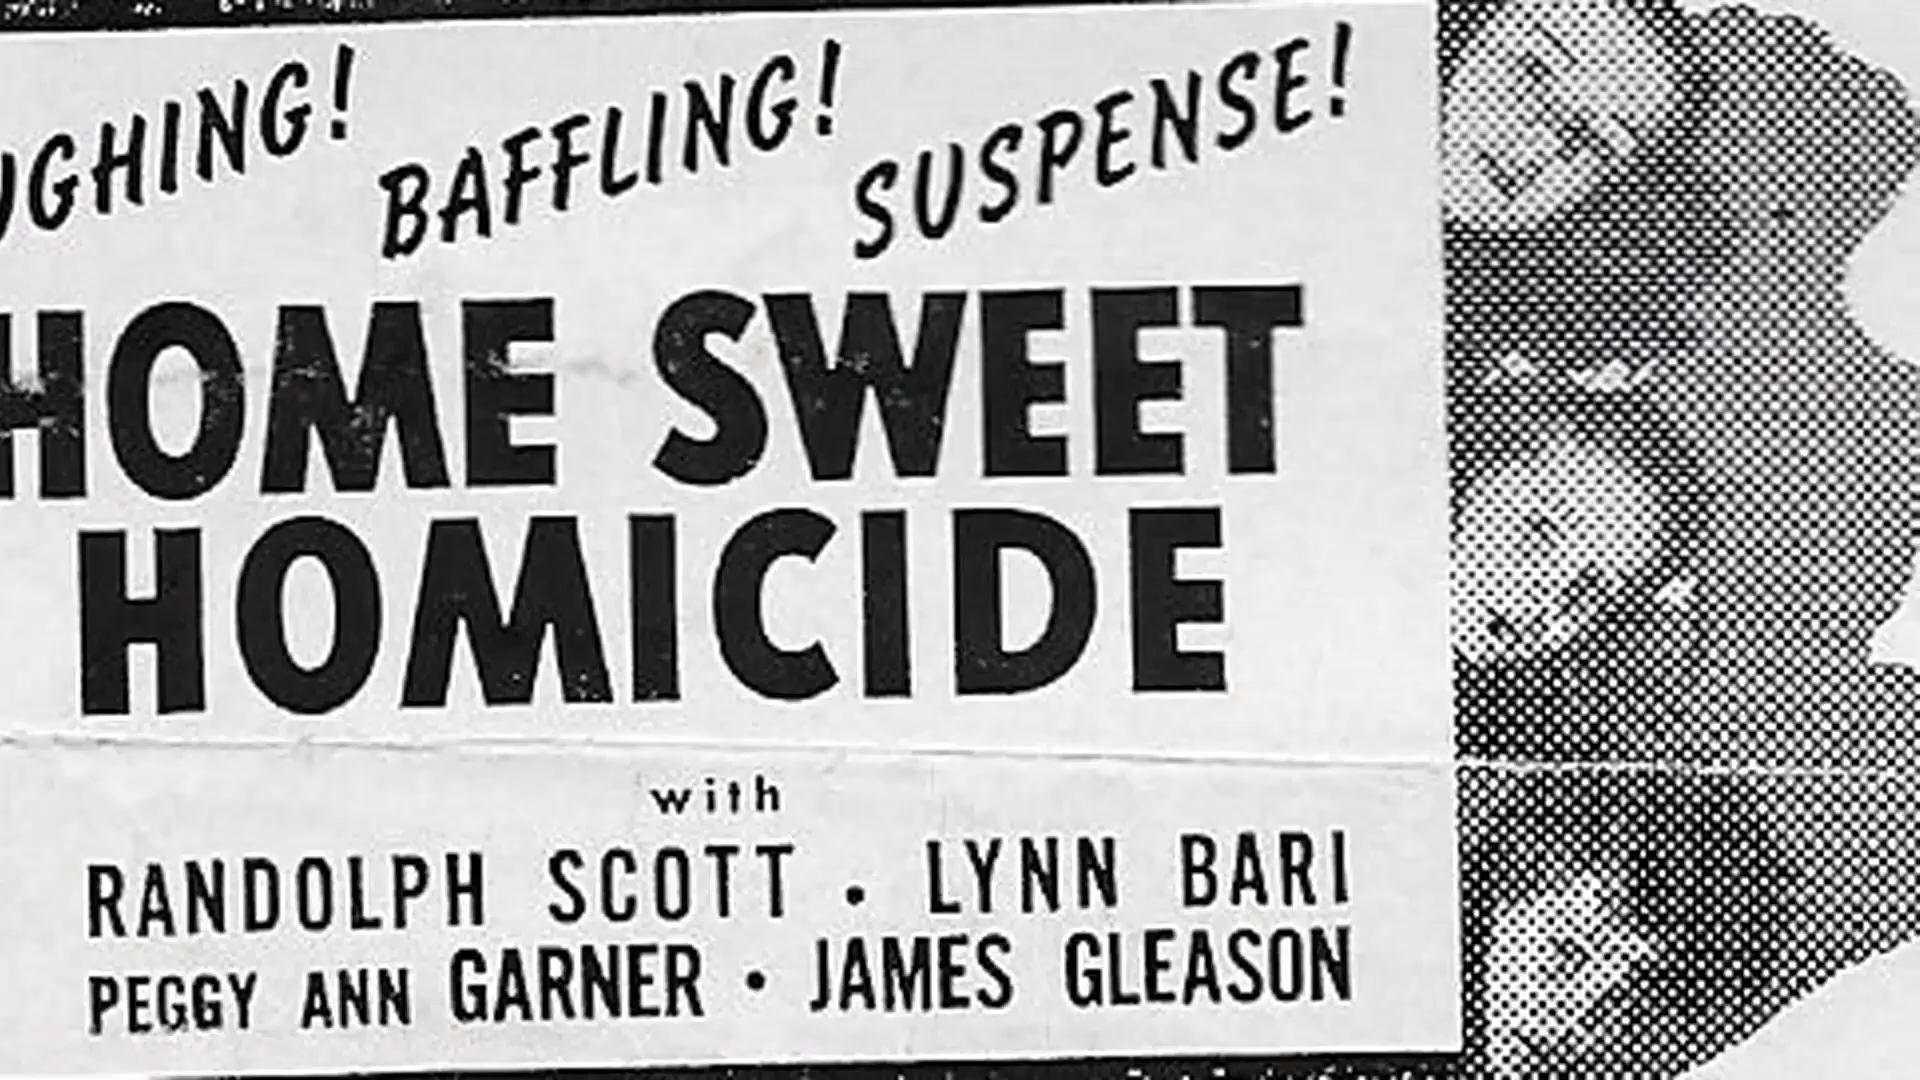 UGHING! BAFFLING! SUSPENSE!
HOME SWEET
HOMICIDE
with
RANDOLPH SCOTT • LYNN BARI
PEGGY ANN GARNER • JAMES GLEASON